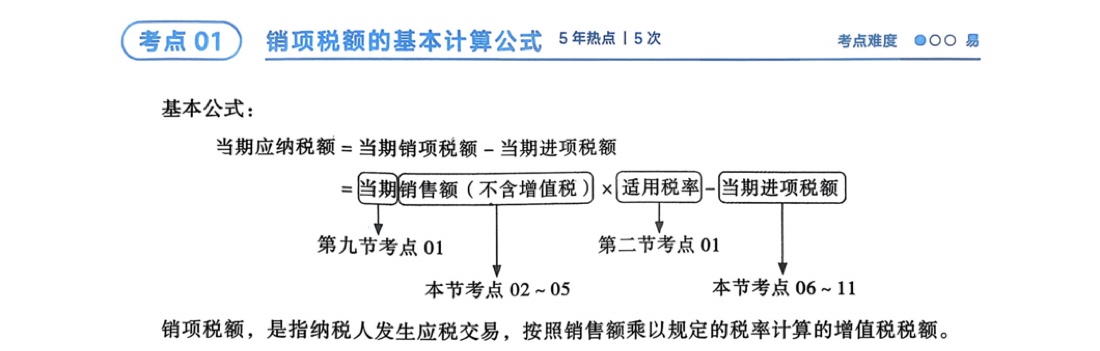 考点 01 销项税额的基本计算公式 5年热点 | 5次 考点难度 易
基本公式：
当期应纳税额 = 当期销项税额 - 当期进项税额
= 当期销售额（不含增值税）× 适用税率 - 当期进项税额
第九节考点 01 第二节考点 01
本节考点 02 ~ 05 本节考点 06 ~ 11
销项税额，是指纳税人发生应税交易，按照销售额乘以规定的税率计算的增值税税额。